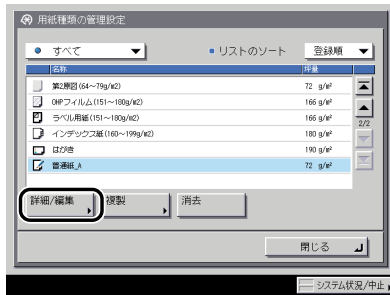 用紙種類の管理設定
すべて
リストのソート
登録順
名称
坪量
第2原図(64〜79g/m2) 72 g/m²
OHPフィルム(151〜180g/m2) 166 g/m²
ラベル用紙(151〜180g/m2) 166 g/m²
インデックス紙(160〜199g/m2) 180 g/m²
はがき 190 g/m²
普通紙_A 72 g/m²
2/2
詳細/編集
複製
消去
閉じる
システム状況/中止